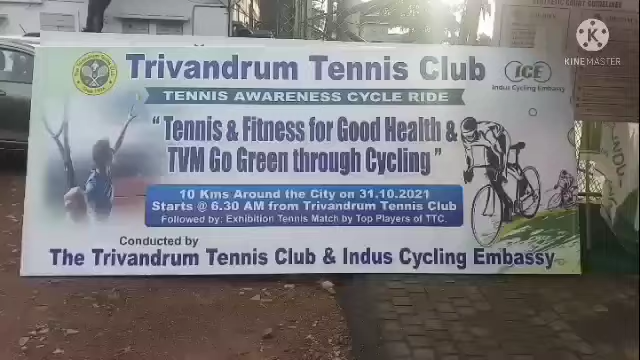 Trivandrum Tennis Club
ICE
Indus Cycling Embassy
TENNIS AWARENESS CYCLE RIDE
"Tennis & Fitness for Good Health &
TVM Go Green through Cycling"
10 Kms Around the City on 31.10.2021
Starts @ 6.30 AM from Trivandrum Tennis Club
Followed by: Exhibition Tennis Match by Top Players of TTC.
Conducted by
The Trivandrum Tennis Club & Indus Cycling Embassy
K
KINEMASTER